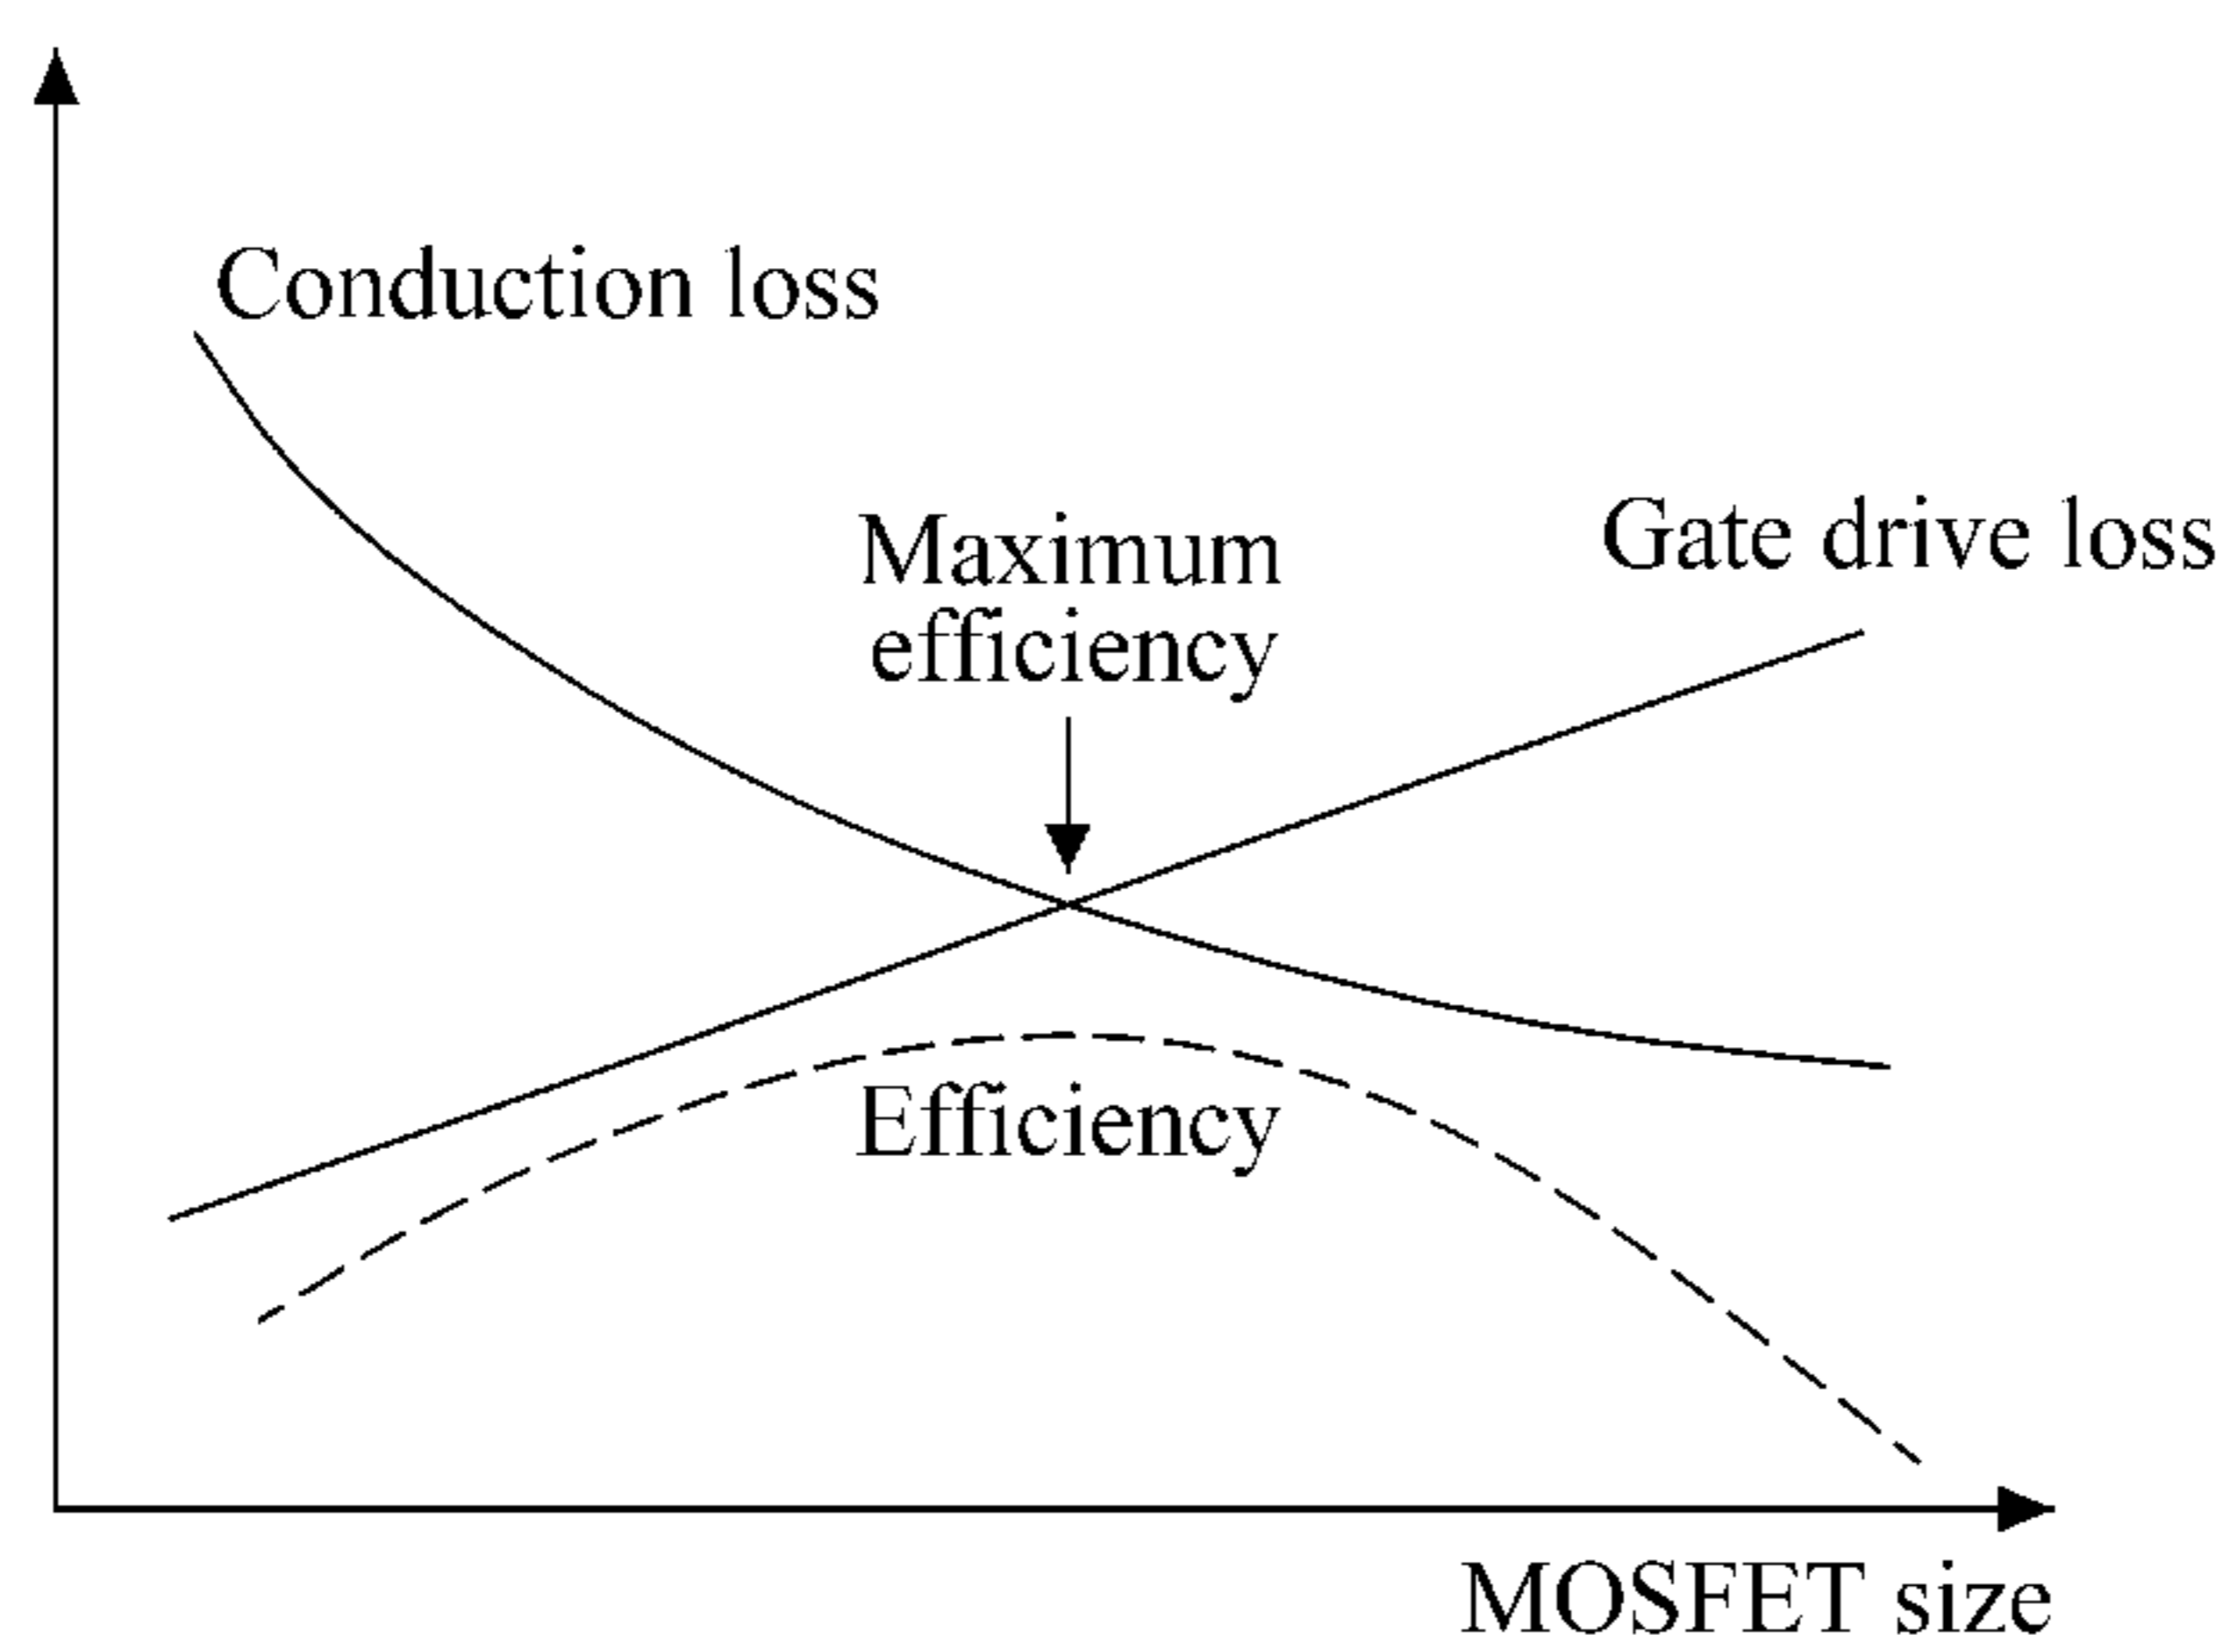 Conduction loss
Maximum
efficiency
Gate drive loss
Efficiency
MOSFET size